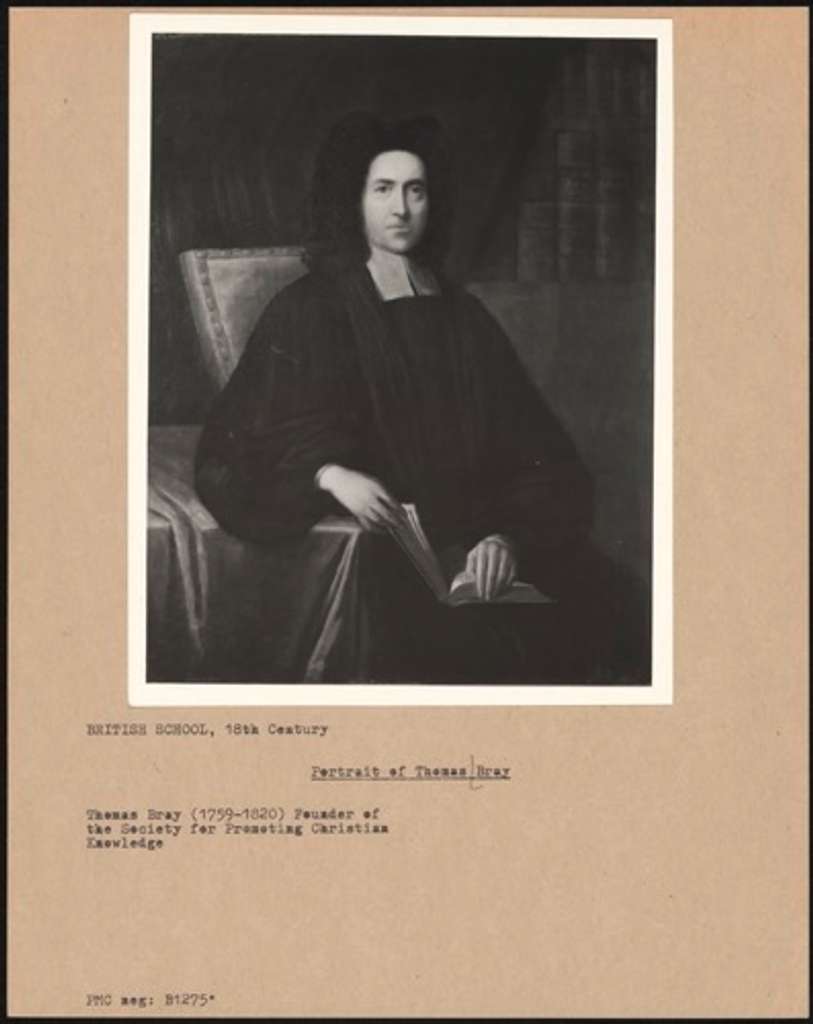 BRITISH SCHOOL, 18th Century
Portrait of Thomas Bray
Thomas Bray (1759-1820) Founder of
the Society for Promoting Christian
Knowledge
PMC neg: B1275*